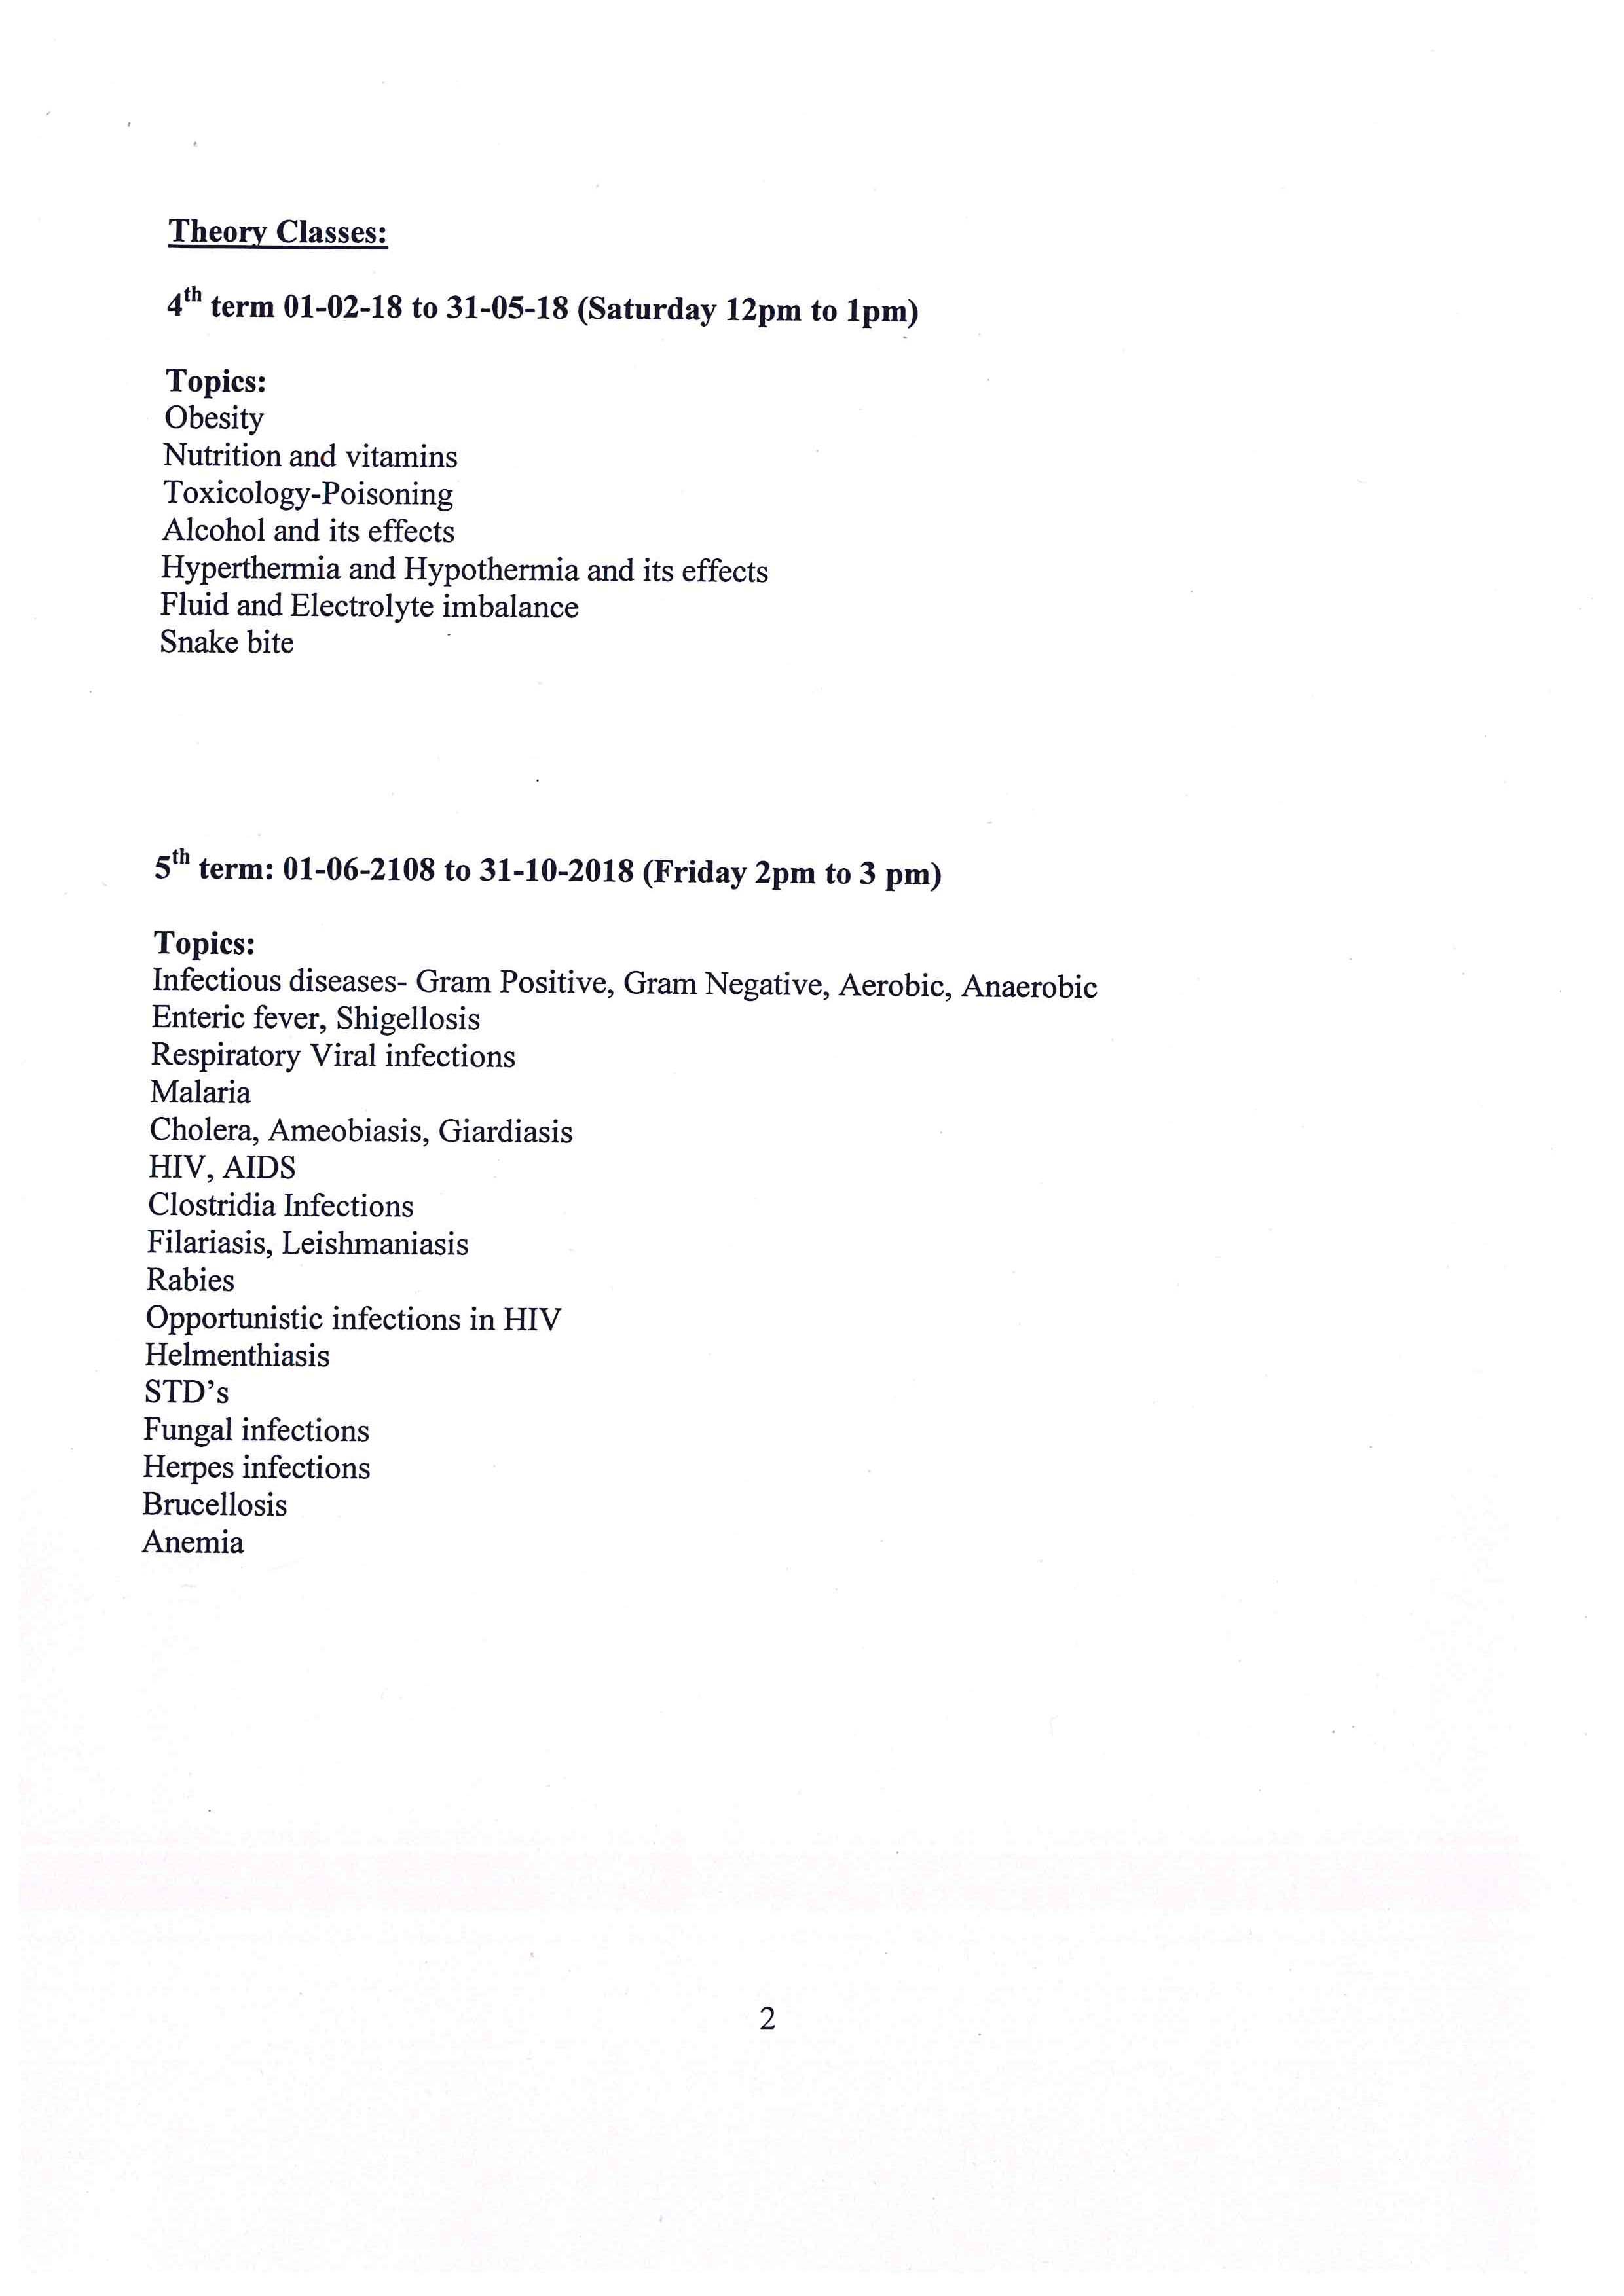 Theory Classes:
4th term 01-02-18 to 31-05-18 (Saturday 12pm to 1pm)
Topics:
Obesity
Nutrition and vitamins
Toxicology-Poisoning
Alcohol and its effects
Hyperthermia and Hypothermia and its effects
Fluid and Electrolyte imbalance
Snake bite
5th term: 01-06-2108 to 31-10-2018 (Friday 2pm to 3 pm)
Topics:
Infectious diseases- Gram Positive, Gram Negative, Aerobic, Anaerobic
Enteric fever, Shigellosis
Respiratory Viral infections
Malaria
Cholera, Ameobiasis, Giardiasis
HIV, AIDS
Clostridia Infections
Filariasis, Leishmaniasis
Rabies
Opportunistic infections in HIV
Helmenthiasis
STD’s
Fungal infections
Herpes infections
Brucellosis
Anemia
2